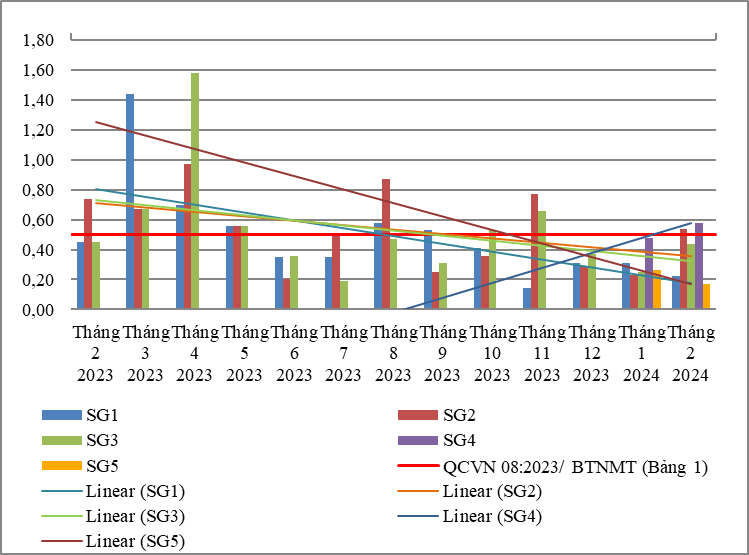 1,80
1,60
1,40
1,20
1,00
0,80
0,60
0,40
0,20
0,00
Tháng Tháng Tháng Tháng Tháng Tháng Tháng Tháng Tháng Tháng Tháng Tháng Tháng
2 3 4 5 6 7 8 9 10 11 12 1 2
2023 2023 2023 2023 2023 2023 2023 2023 2023 2023 2023 2024 2024
SG1 SG2
SG3 SG4
SG5 QCVN 08:2023/ BTNMT (Bảng 1)
Linear (SG1) Linear (SG2)
Linear (SG3) Linear (SG4)
Linear (SG5)